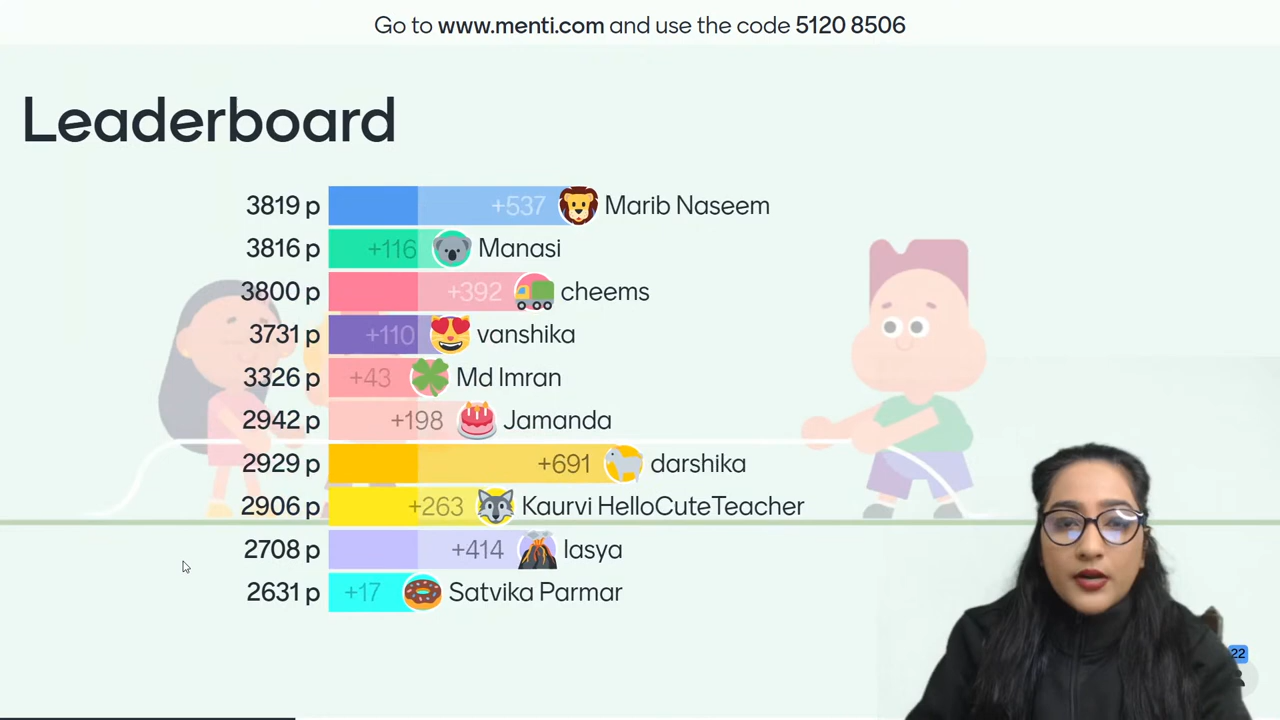 Go to www.menti.com and use the code 5120 8506
Leaderboard
3819 p +537 Marib Naseem
3816 p +116 Manasi
3800 p +392 cheems
3731 p +110 vanshika
3326 p +43 Md Imran
2942 p +198 Jamanda
2929 p +691 darshika
2906 p +263 Kaurvi HelloCuteTeacher
2708 p +414 lasya
2631 p +17 Satvika Parmar
22